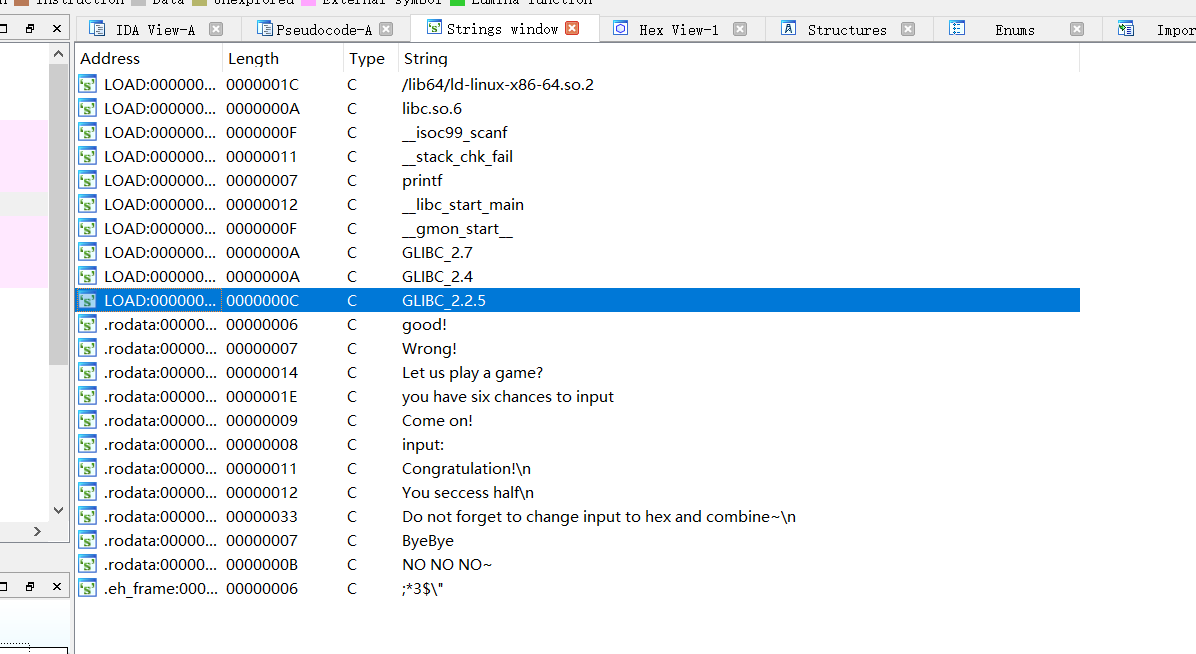 Instruction Data Unexplored External symbol Lumina function
IDA View-A Pseudocode-A Strings window Hex View-1 Structures Enums Impor
Address Length Type String
LOAD:000000... 0000001C C /lib64/ld-linux-x86-64.so.2
LOAD:000000... 0000000A C libc.so.6
LOAD:000000... 0000000F C __isoc99_scanf
LOAD:000000... 00000011 C __stack_chk_fail
LOAD:000000... 00000007 C printf
LOAD:000000... 00000012 C __libc_start_main
LOAD:000000... 0000000F C __gmon_start__
LOAD:000000... 0000000A C GLIBC_2.7
LOAD:000000... 0000000A C GLIBC_2.4
LOAD:000000... 0000000C C GLIBC_2.2.5
.rodata:00000... 00000006 C good!
.rodata:00000... 00000007 C Wrong!
.rodata:00000... 00000014 C Let us play a game?
.rodata:00000... 0000001E C you have six chances to input
.rodata:00000... 00000009 C Come on!
.rodata:00000... 00000008 C input:
.rodata:00000... 00000011 C Congratulation!\n
.rodata:00000... 00000012 C You seccess half\n
.rodata:00000... 00000033 C Do not forget to change input to hex and combine~\n
.rodata:00000... 00000007 C ByeBye
.rodata:00000... 0000000B C NO NO NO~
.eh_frame:000... 00000006 C ;*3$\"